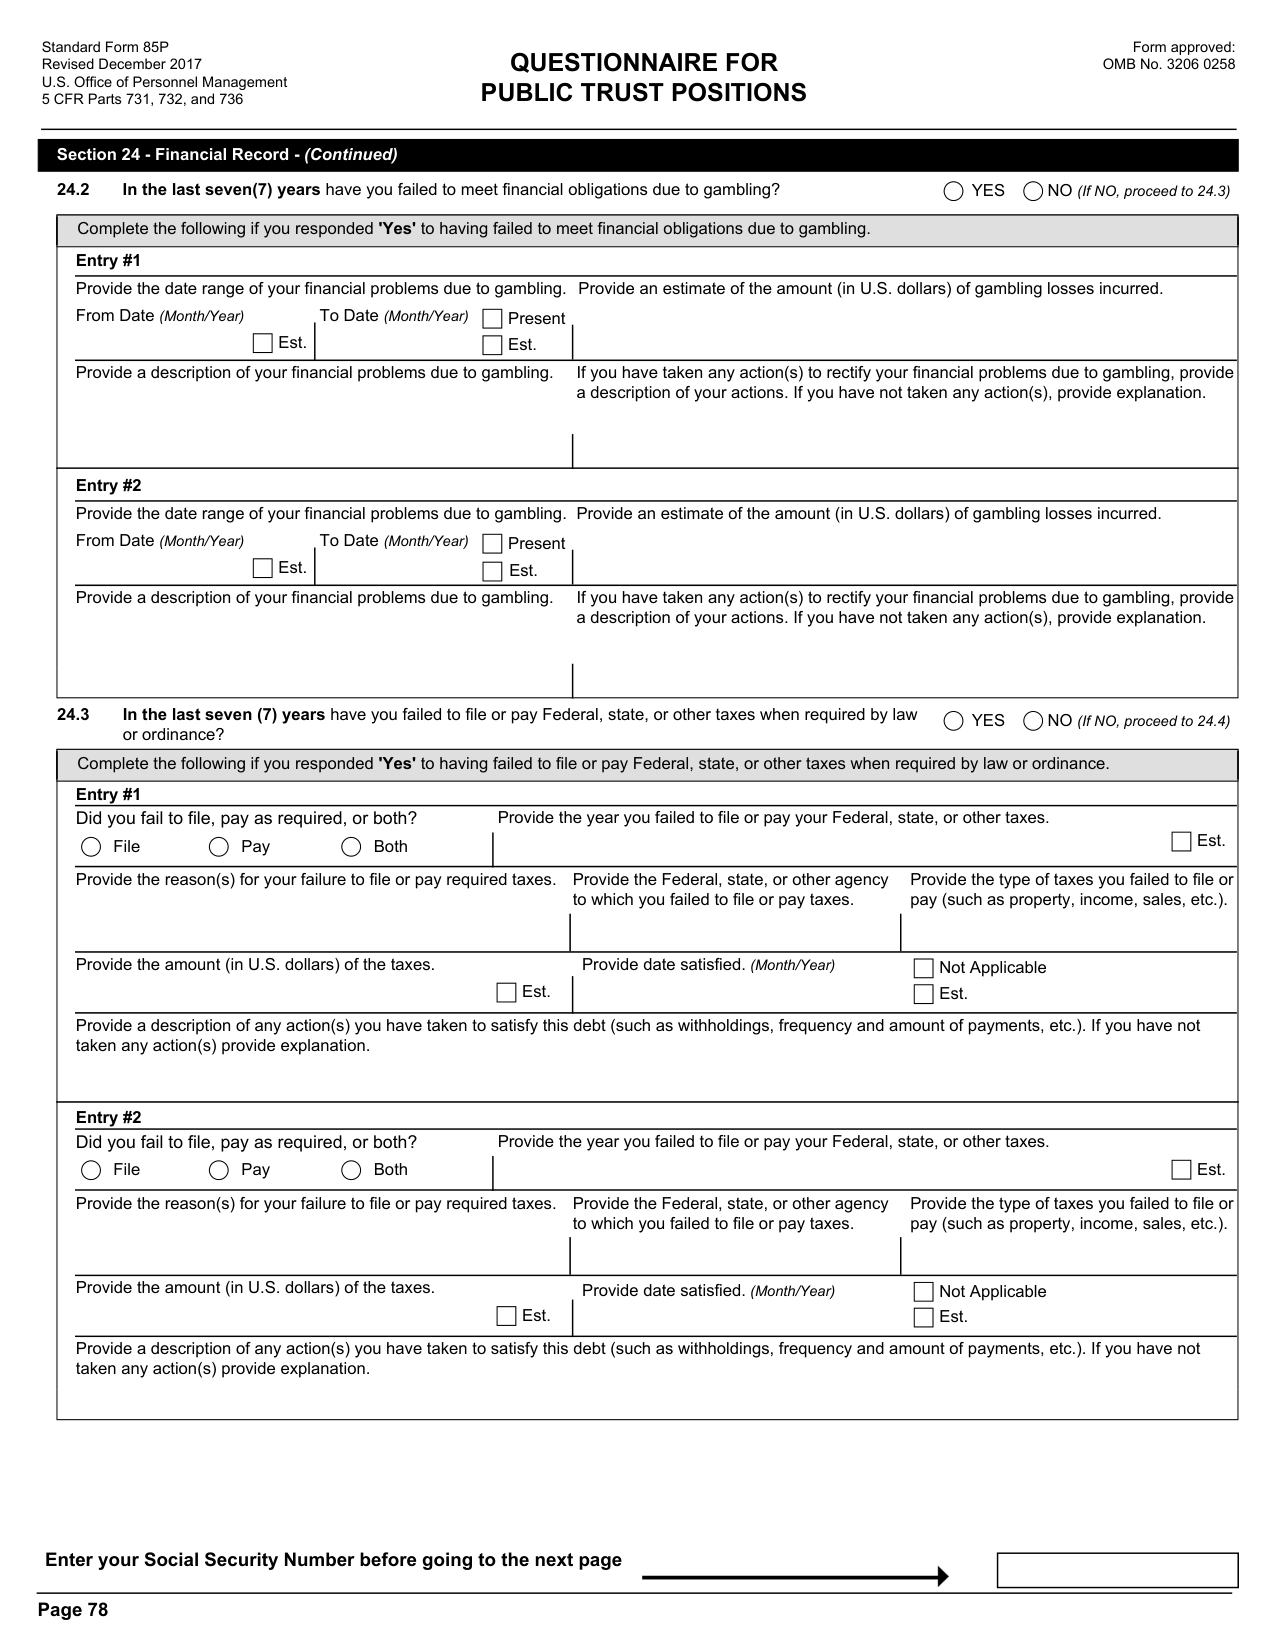 Standard Form 85P
Revised December 2017
U.S. Office of Personnel Management
5 CFR Parts 731, 732, and 736
QUESTIONNAIRE FOR
PUBLIC TRUST POSITIONS
Form approved:
OMB No. 3206 0258
Section 24 - Financial Record - (Continued)
24.2 In the last seven(7) years have you failed to meet financial obligations due to gambling? YES NO (If NO, proceed to 24.3)
Complete the following if you responded 'Yes' to having failed to meet financial obligations due to gambling.
Entry #1
Provide the date range of your financial problems due to gambling. Provide an estimate of the amount (in U.S. dollars) of gambling losses incurred.
From Date (Month/Year) To Date (Month/Year) Present
Est. Est.
Provide a description of your financial problems due to gambling. If you have taken any action(s) to rectify your financial problems due to gambling, provide
a description of your actions. If you have not taken any action(s), provide explanation.
Entry #2
Provide the date range of your financial problems due to gambling. Provide an estimate of the amount (in U.S. dollars) of gambling losses incurred.
From Date (Month/Year) To Date (Month/Year) Present
Est. Est.
Provide a description of your financial problems due to gambling. If you have taken any action(s) to rectify your financial problems due to gambling, provide
a description of your actions. If you have not taken any action(s), provide explanation.
24.3 In the last seven (7) years have you failed to file or pay Federal, state, or other taxes when required by law YES NO (If NO, proceed to 24.4)
or ordinance?
Complete the following if you responded 'Yes' to having failed to file or pay Federal, state, or other taxes when required by law or ordinance.
Entry #1
Did you fail to file, pay as required, or both? Provide the year you failed to file or pay your Federal, state, or other taxes.
File Pay Both Est.
Provide the reason(s) for your failure to file or pay required taxes. Provide the Federal, state, or other agency Provide the type of taxes you failed to file or
to which you failed to file or pay taxes. pay (such as property, income, sales, etc.).
Provide the amount (in U.S. dollars) of the taxes. Provide date satisfied. (Month/Year) Not Applicable
Est. Est.
Provide a description of any action(s) you have taken to satisfy this debt (such as withholdings, frequency and amount of payments, etc.). If you have not
taken any action(s) provide explanation.
Entry #2
Did you fail to file, pay as required, or both? Provide the year you failed to file or pay your Federal, state, or other taxes.
File Pay Both Est.
Provide the reason(s) for your failure to file or pay required taxes. Provide the Federal, state, or other agency Provide the type of taxes you failed to file or
to which you failed to file or pay taxes. pay (such as property, income, sales, etc.).
Provide the amount (in U.S. dollars) of the taxes. Provide date satisfied. (Month/Year) Not Applicable
Est. Est.
Provide a description of any action(s) you have taken to satisfy this debt (such as withholdings, frequency and amount of payments, etc.). If you have not
taken any action(s) provide explanation.
Enter your Social Security Number before going to the next page
Page 78